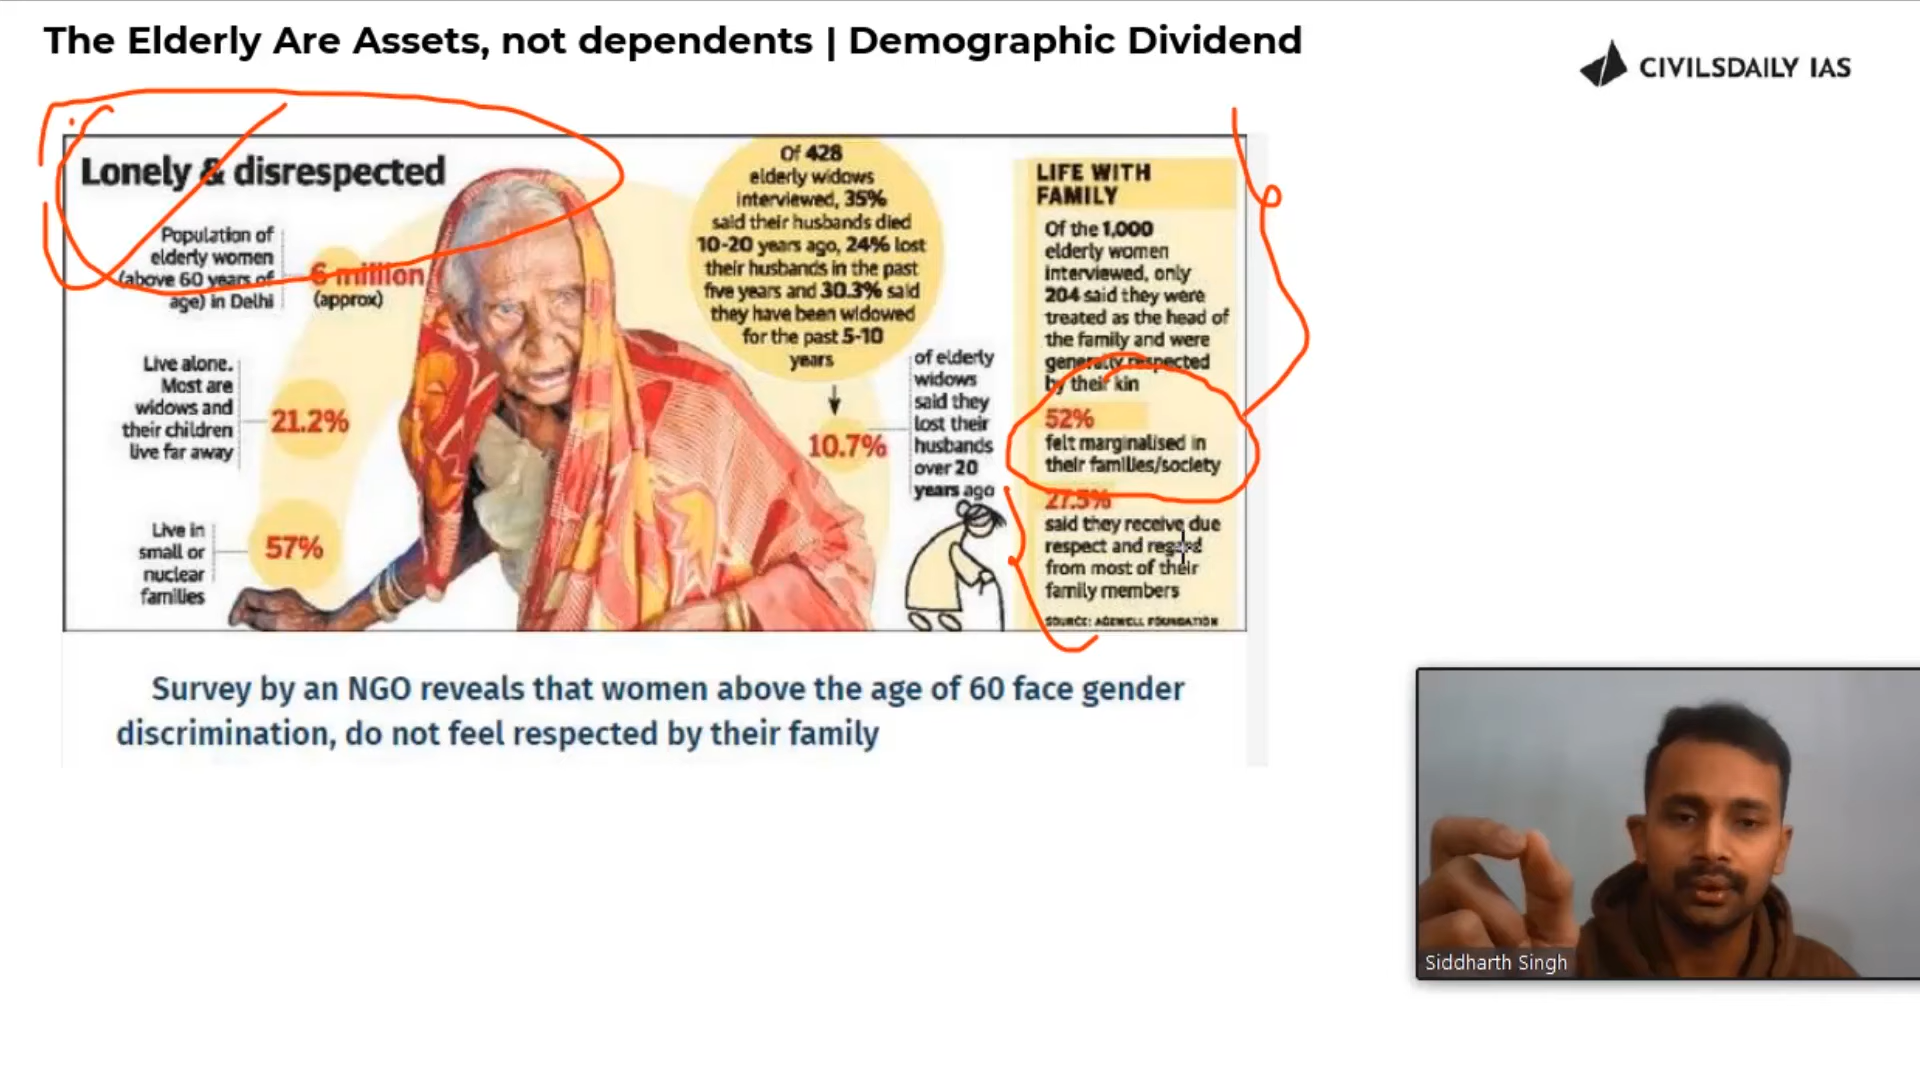 The Elderly Are Assets, not dependents | Demographic Dividend
CIVILSDAILY IAS
Lonely & disrespected
Population of
elderly women
(above 60 years of
age) in Delhi
6 million
(approx)
Live alone.
Most are
widows and
their children
live far away
21.2%
Live in
small or
nuclear
families
57%
Of 428
elderly widows
interviewed, 35%
said their husbands died
10-20 years ago, 24% lost
their husbands in the past
five years and 30.3% said
they have been widowed
for the past 5-10
years
10.7%
of elderly
widows
said they
lost their
husbands
over 20
years ago
LIFE WITH
FAMILY
Of the 1,000
elderly women
interviewed, only
204 said they were
treated as the head of
the family and were
generally respected
by their kin
52%
felt marginalised in
their families/society
27.5%
said they receive due
respect and regard
from most of their
family members
SOURCE: AGEWELL FOUNDATION
Survey by an NGO reveals that women above the age of 60 face gender
discrimination, do not feel respected by their family
Siddharth Singh